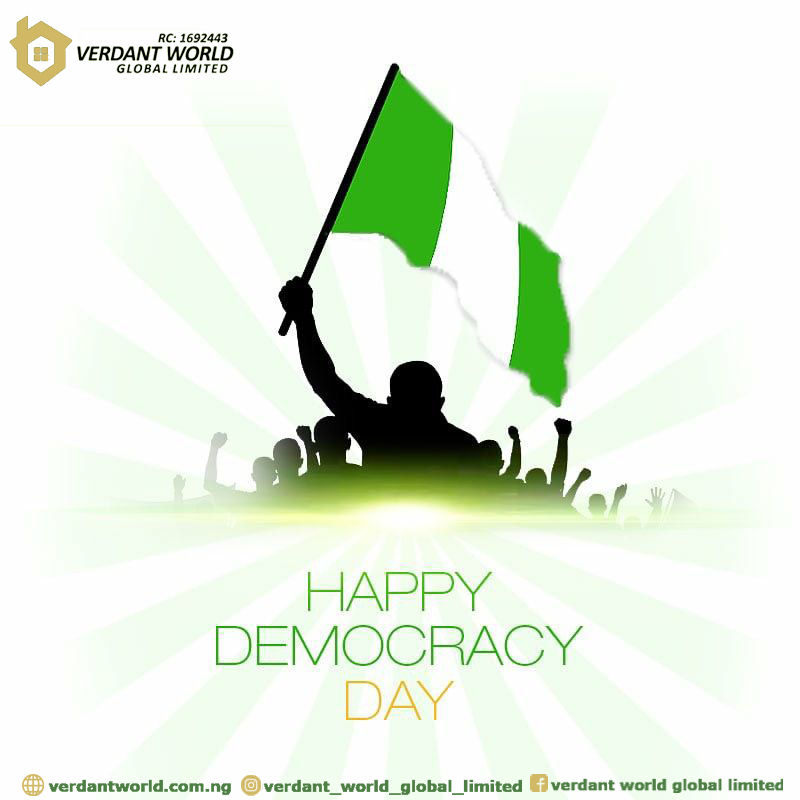 RC: 1692443
VERDANT WORLD
GLOBAL LIMITED
HAPPY
DEMOCRACY
DAY
verdantworld.com.ng verdant_world_global_limited verdant world global limited